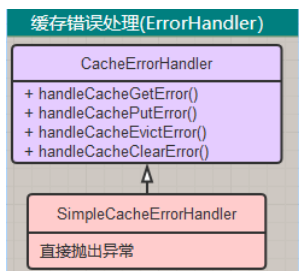 缓存错误处理(ErrorHandler)
CacheErrorHandler
+ handleCacheGetError()
+ handleCachePutError()
+ handleCacheEvictError()
+ handleCacheClearError()
SimpleCacheErrorHandler
直接抛出异常